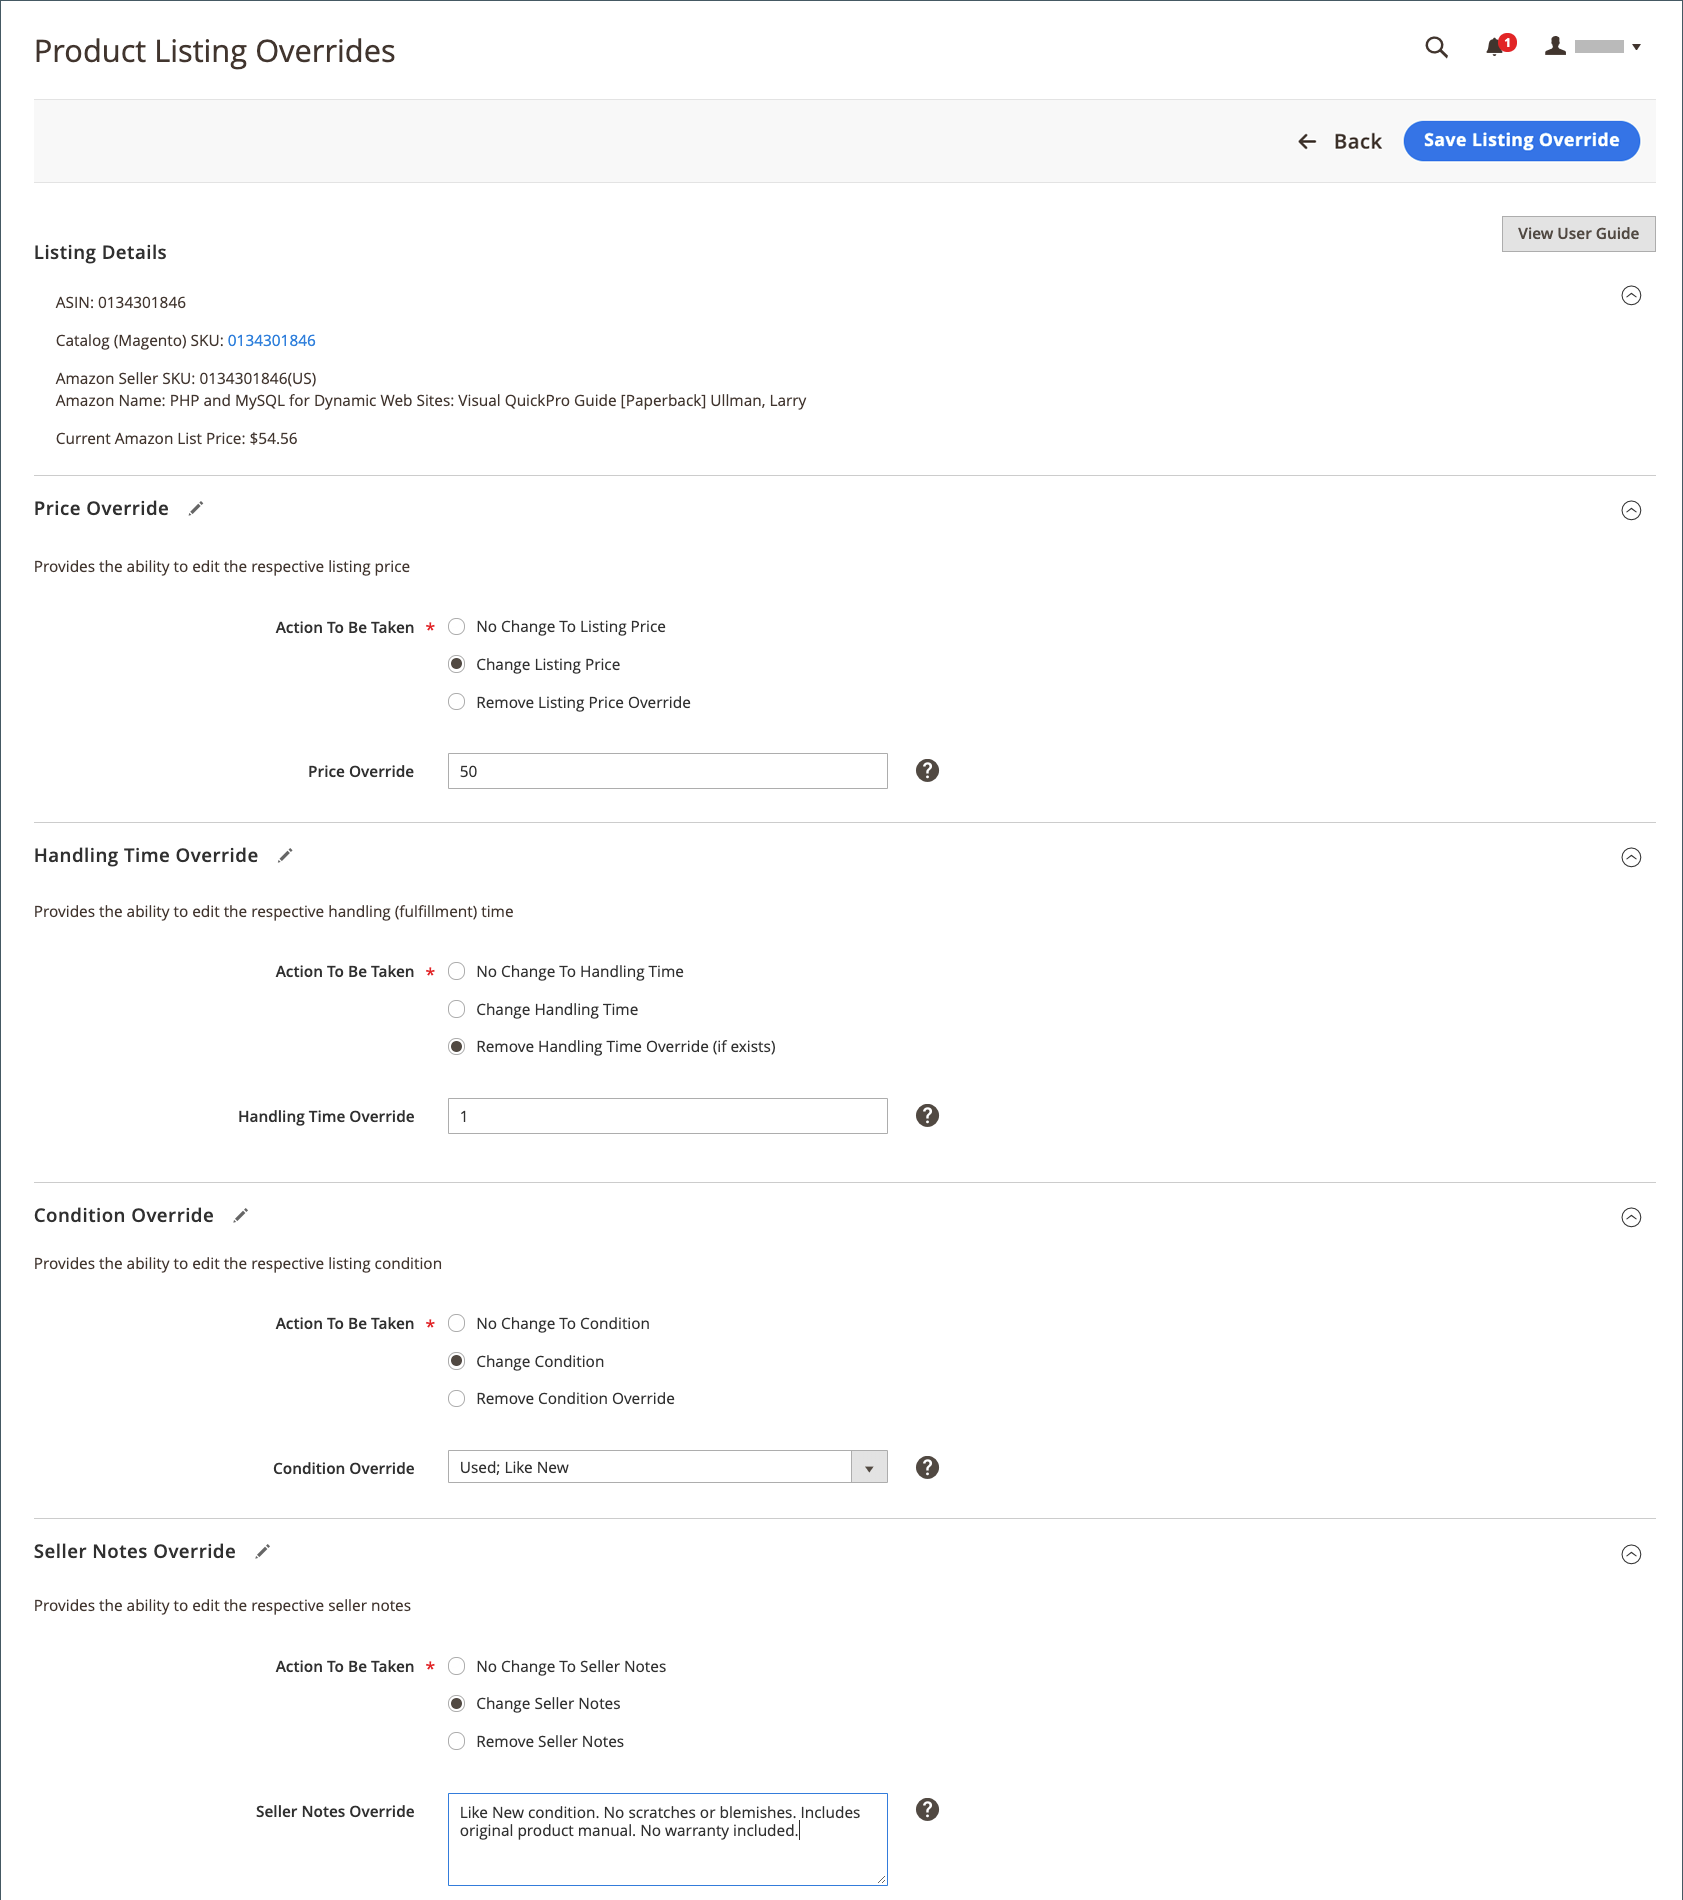 Product Listing Overrides
1
Back
Save Listing Override
View User Guide
Listing Details
ASIN: 0134301846
Catalog (Magento) SKU: 0134301846
Amazon Seller SKU: 0134301846(US)
Amazon Name: PHP and MySQL for Dynamic Web Sites: Visual QuickPro Guide [Paperback] Ullman, Larry
Current Amazon List Price: $54.56
Price Override
Provides the ability to edit the respective listing price
Action To Be Taken *
No Change To Listing Price
Change Listing Price
Remove Listing Price Override
Price Override
50
?
Handling Time Override
Provides the ability to edit the respective handling (fulfillment) time
Action To Be Taken *
No Change To Handling Time
Change Handling Time
Remove Handling Time Override (if exists)
Handling Time Override
1
?
Condition Override
Provides the ability to edit the respective listing condition
Action To Be Taken *
No Change To Condition
Change Condition
Remove Condition Override
Condition Override
Used; Like New
?
Seller Notes Override
Provides the ability to edit the respective seller notes
Action To Be Taken *
No Change To Seller Notes
Change Seller Notes
Remove Seller Notes
Seller Notes Override
Like New condition. No scratches or blemishes. Includes
original product manual. No warranty included.
?